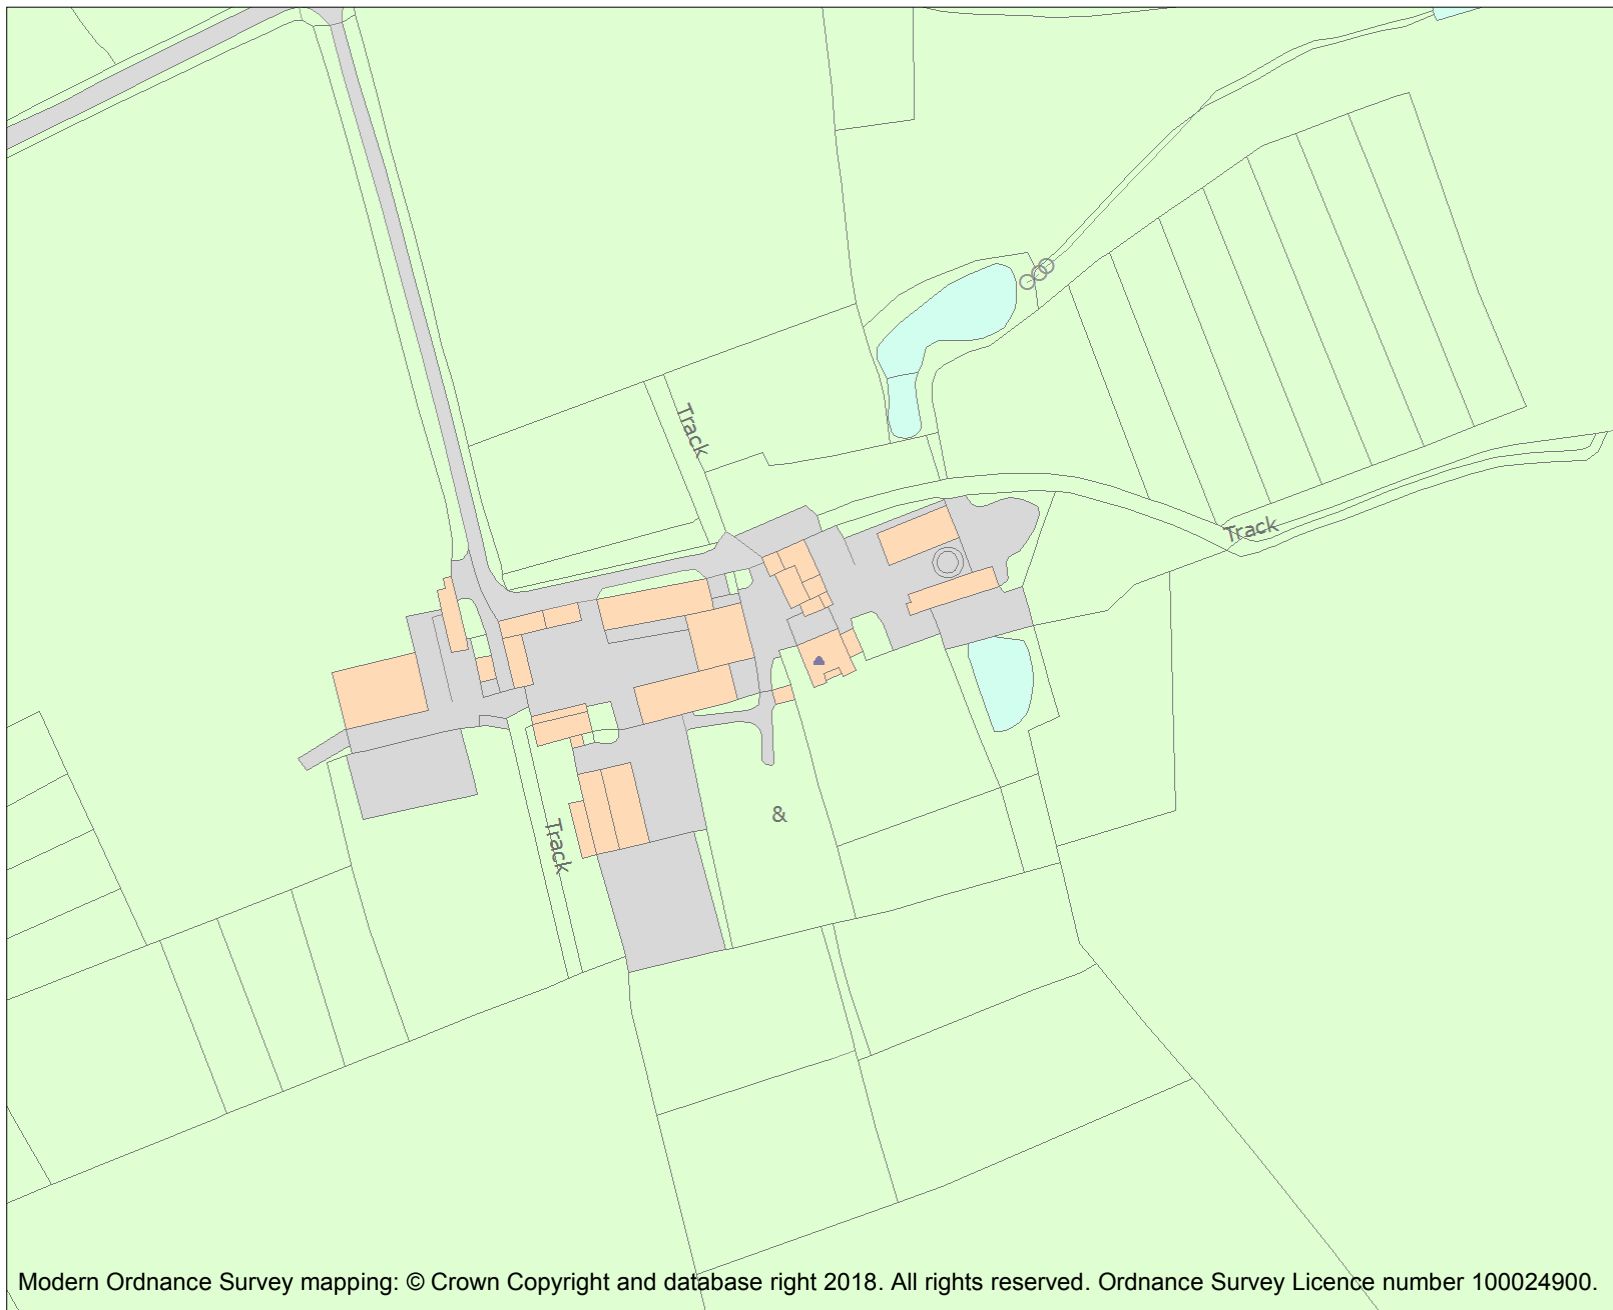 Track
Track
&
Track
Modern Ordnance Survey mapping: © Crown Copyright and database right 2018. All rights reserved. Ordnance Survey Licence number 100024900.